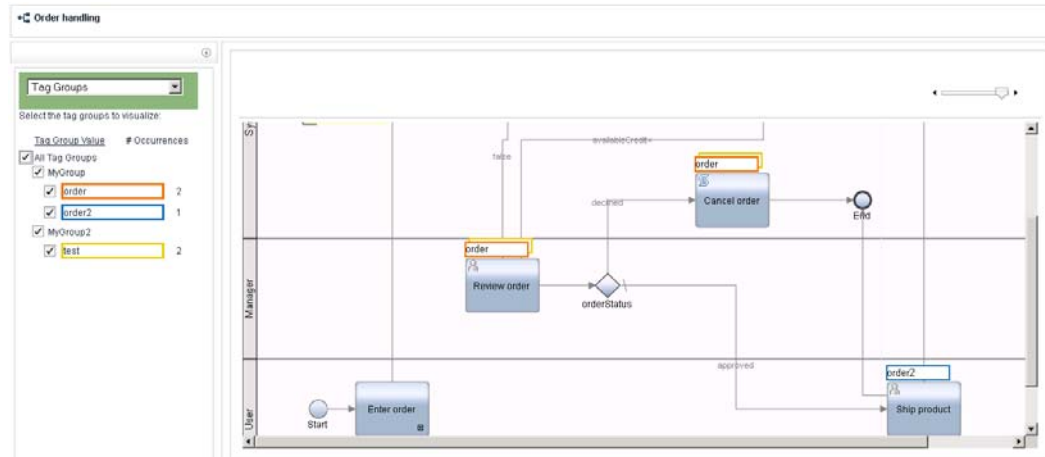 Order handling
Tag Groups
Select the tag groups to visualize:
Tag Group Value # Occurrences
All Tag Groups
MyGroup
order 2
order2 1
MyGroup2
test 2
Sy
availableCredit=
false
order
Cancel order
declined
End
Manager
order
Review order
orderStatus
approved
User
order2
Enter order
Ship product
Start